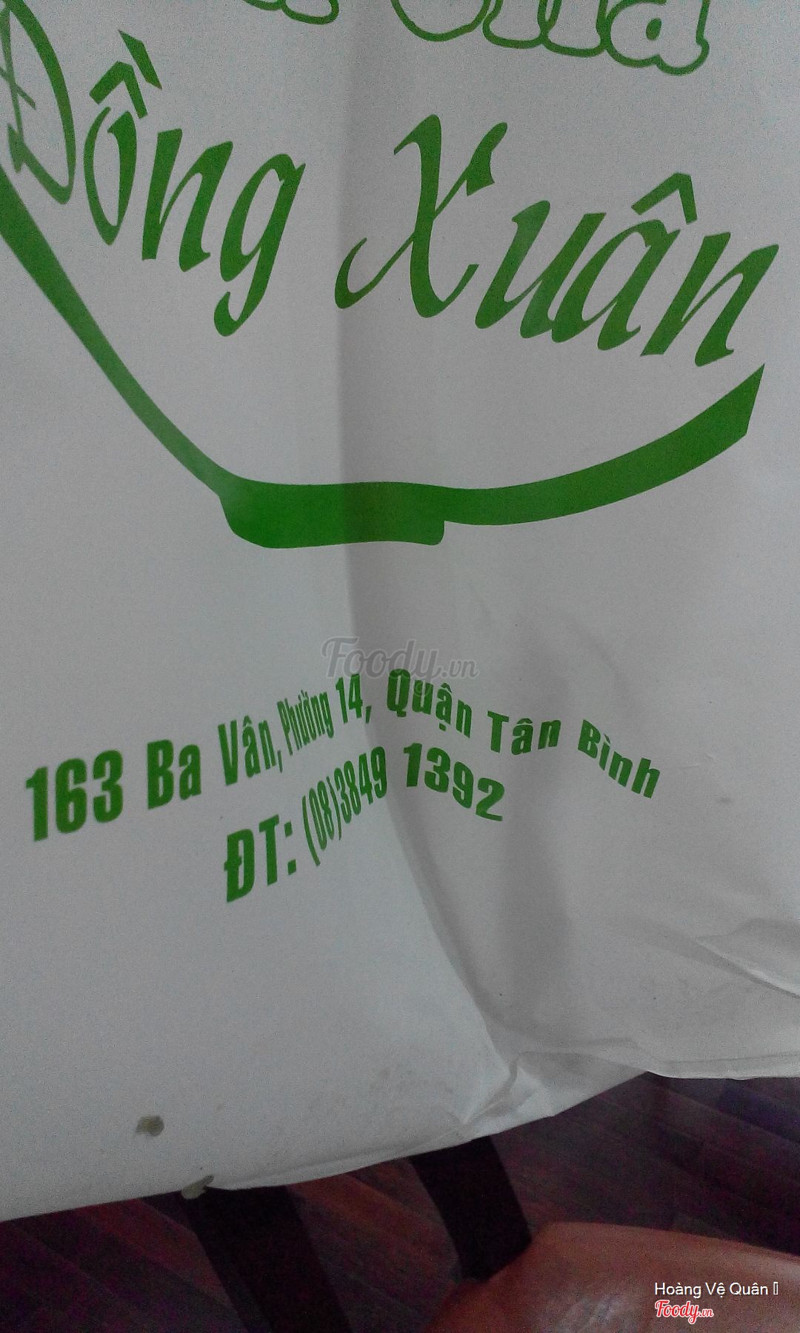 Đồng Xuân
Foody.vn
163 Ba Vân, Phường 14, Quận Tân Bình
ĐT: (08)3849 1392
Hoàng Vệ Quân
Foody.vn